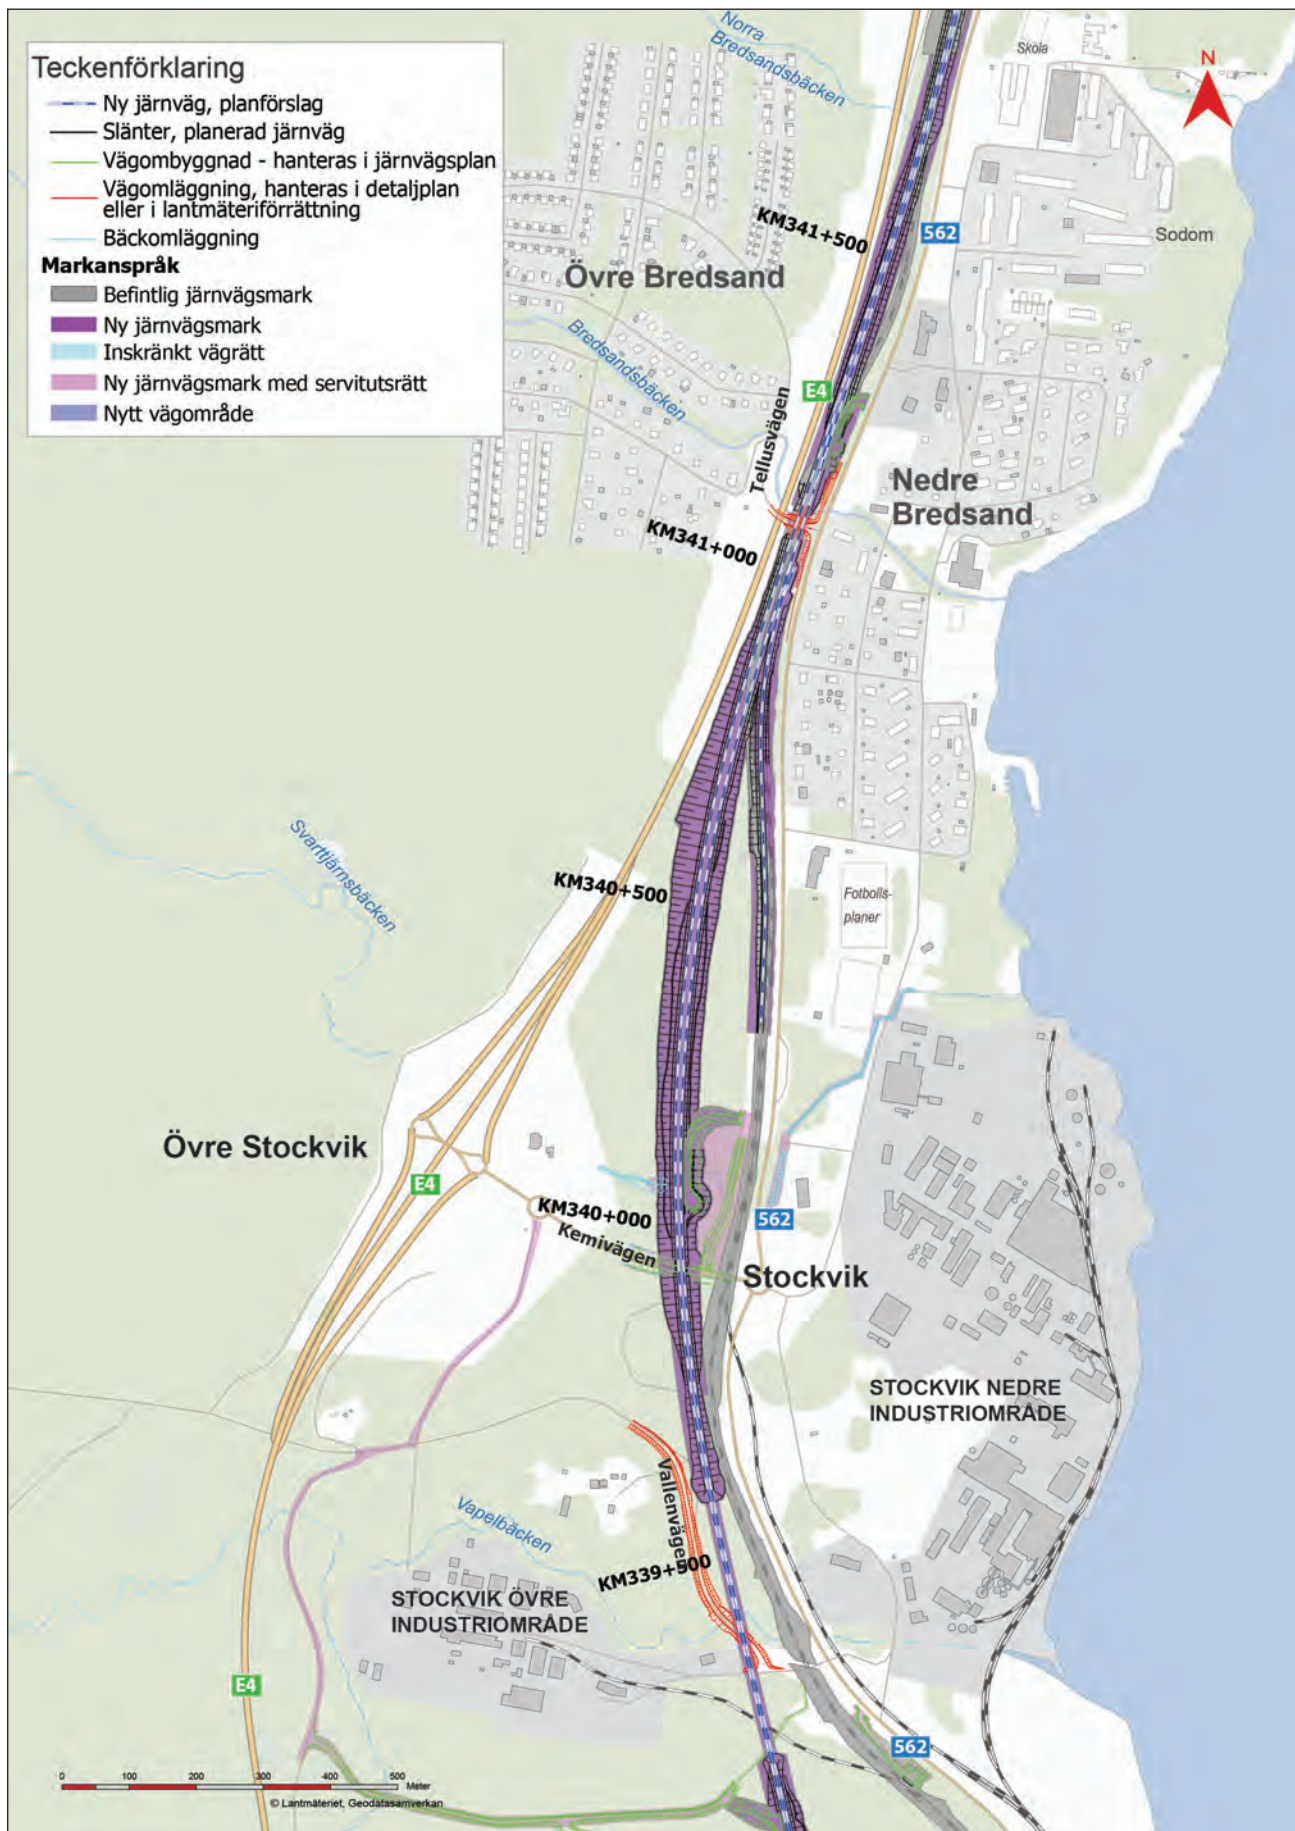 Teckenförklaring
Ny järnväg, planförslag
Slänter, planerad järnväg
Vägombyggnad - hanteras i järnvägsplan
Vägomläggning, hanteras i detaljplan
eller i lantmäteriförrättning
Bäckomläggning
Markanspråk
Befintlig järnvägsmark
Ny järnvägsmark
Inskränkt vägrätt
Ny järnvägsmark med servitutsrätt
Nytt vägområde
Norra
Bredsandsbäcken
Skola
N
KM341+500
562
Sodom
Övre Bredsand
Bredsandsbäcken
E4
Tellusvägen
Nedre
Bredsand
KM341+000
Svarttjärnsbäcken
KM340+500
Fotbolls-
planer
Övre Stockvik
E4
KM340+000
562
Kemivägen
Stockvik
STOCKVIK NEDRE
INDUSTRIOMRÅDE
Vallenvägen
Vapelbäcken
KM339+500
STOCKVIK ÖVRE
INDUSTRIOMRÅDE
E4
562
0 100 200 300 400 500
Meter
© Lantmäteriet, Geodatasamverkan